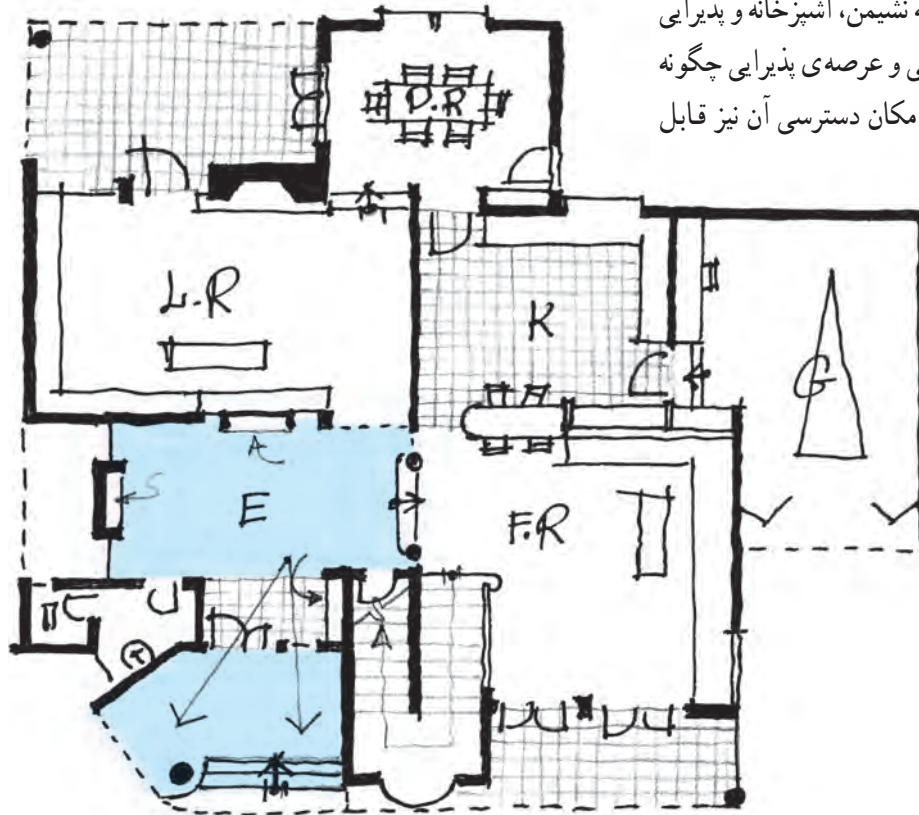 نشیمن، آشپزخانه و پذیرایی
ی و عرصه‌ی پذیرایی چگونه
مکان دسترسی آن نیز قابل
D.R
L.R
K
G
A
S
E
F.R
T